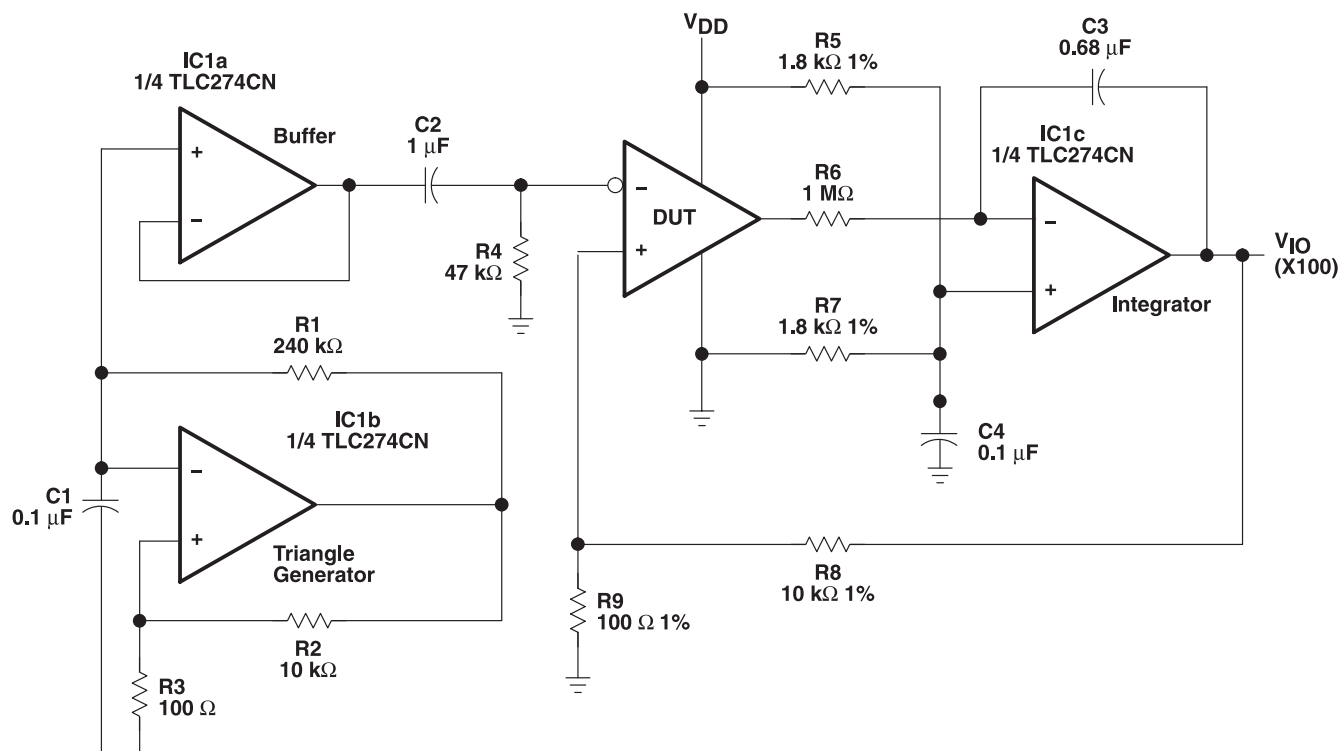 IC1a
1/4 TLC274CN
Buffer
+
−
C2
1 μF
R4
47 kΩ
R1
240 kΩ
IC1b
1/4 TLC274CN
−
+
C1
0.1 μF
Triangle
Generator
R2
10 kΩ
R3
100 Ω
VDD
DUT
−
+
R5
1.8 kΩ 1%
R6
1 MΩ
R7
1.8 kΩ 1%
C3
0.68 μF
IC1c
1/4 TLC274CN
−
+
Integrator
VIO
(X100)
C4
0.1 μF
R8
10 kΩ 1%
R9
100 Ω 1%